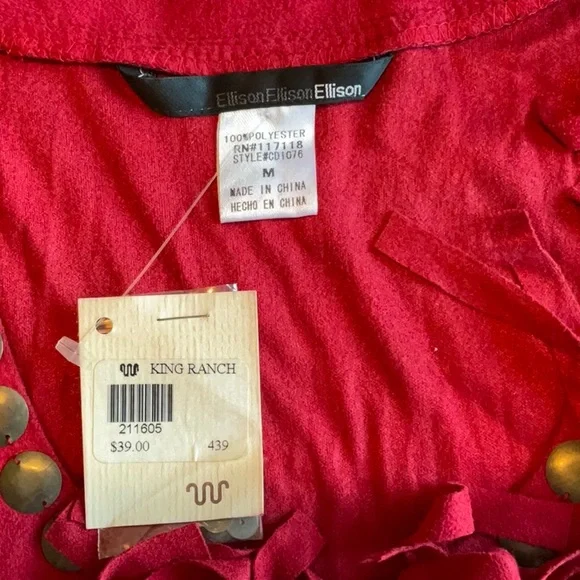 EllisonEllisonEllison
100%POLYESTER
RN#117118
STYLE#CD1076
M
MADE IN CHINA
HECHO EN CHINA
KING RANCH
211605
$39.00 439